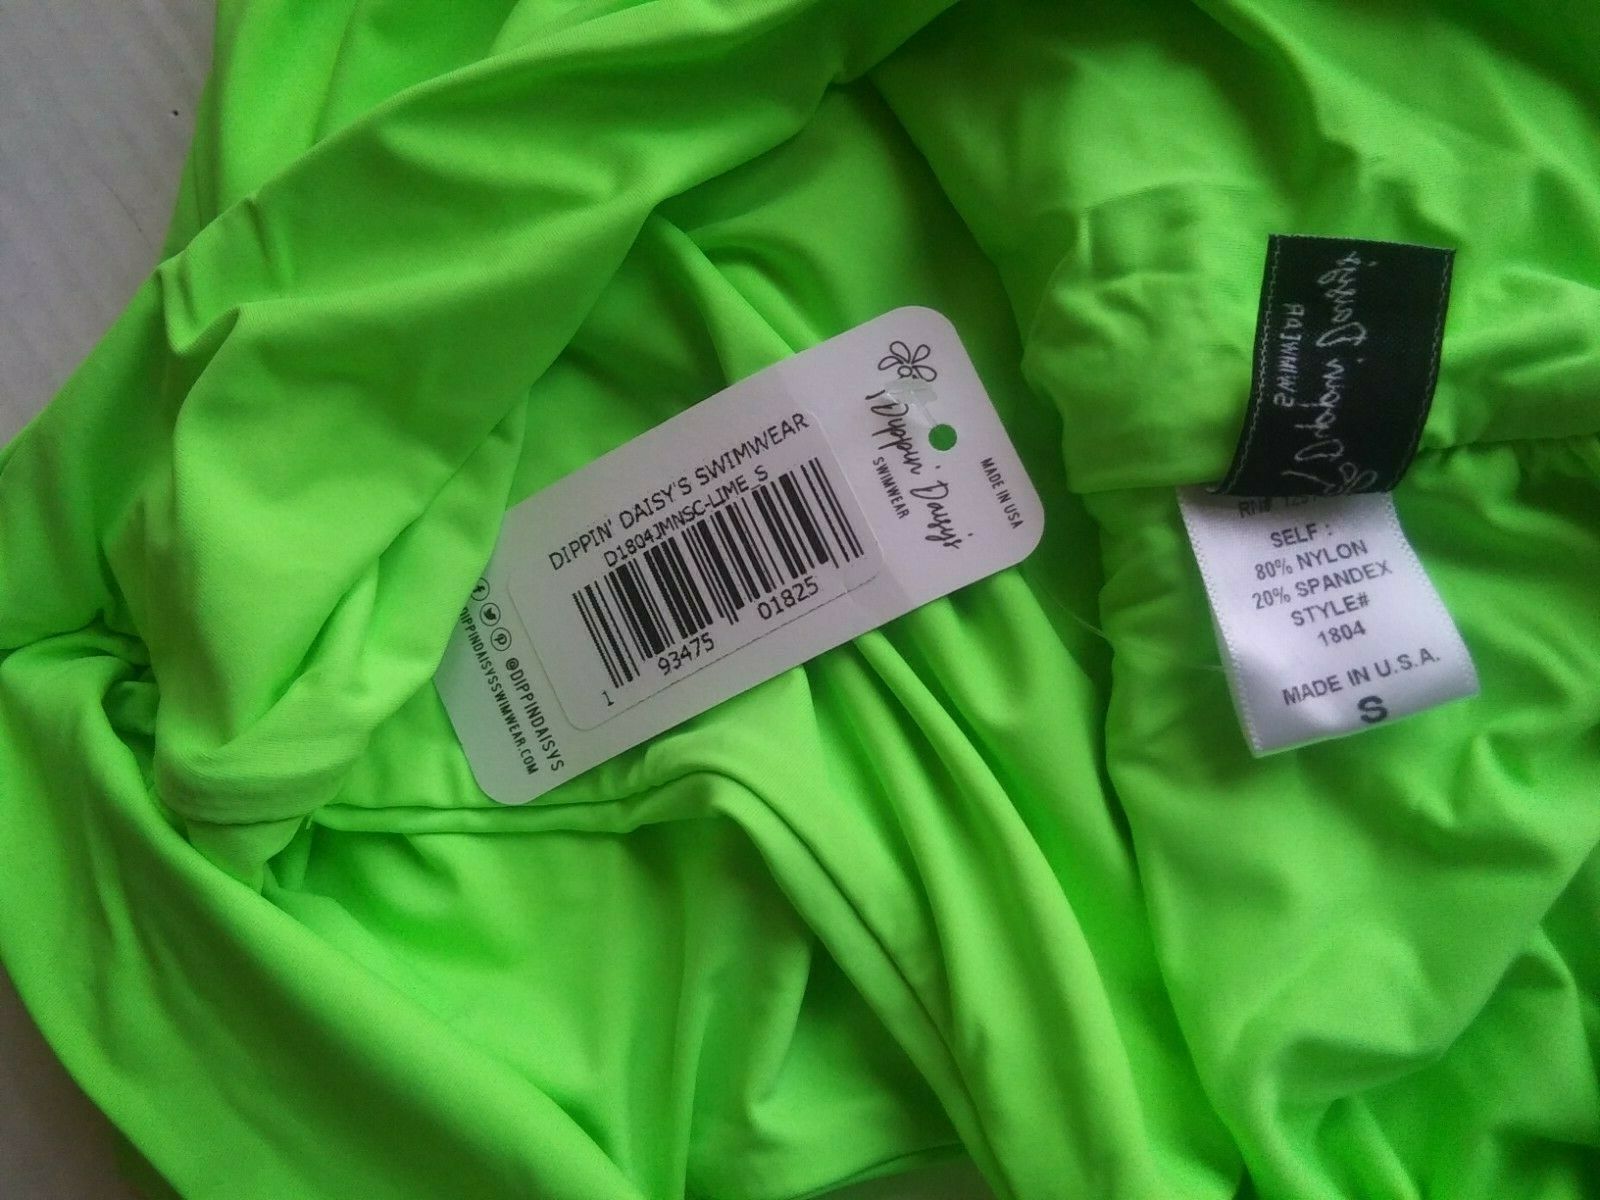 DIPPIN' DAISY'S SWIMWEAR
D1804JMNSC-LIME_S
1 93475 01825
Dippin' Daisy's
SWIMWEAR
MADE IN USA
@DIPPINDAISYS
DIPPINDAISYSSWIMWEAR.COM
Dippin' Daisy's
SWIMWEAR
RN#
SELF :
80% NYLON
20% SPANDEX
STYLE#
1804
MADE IN U.S.A.
S